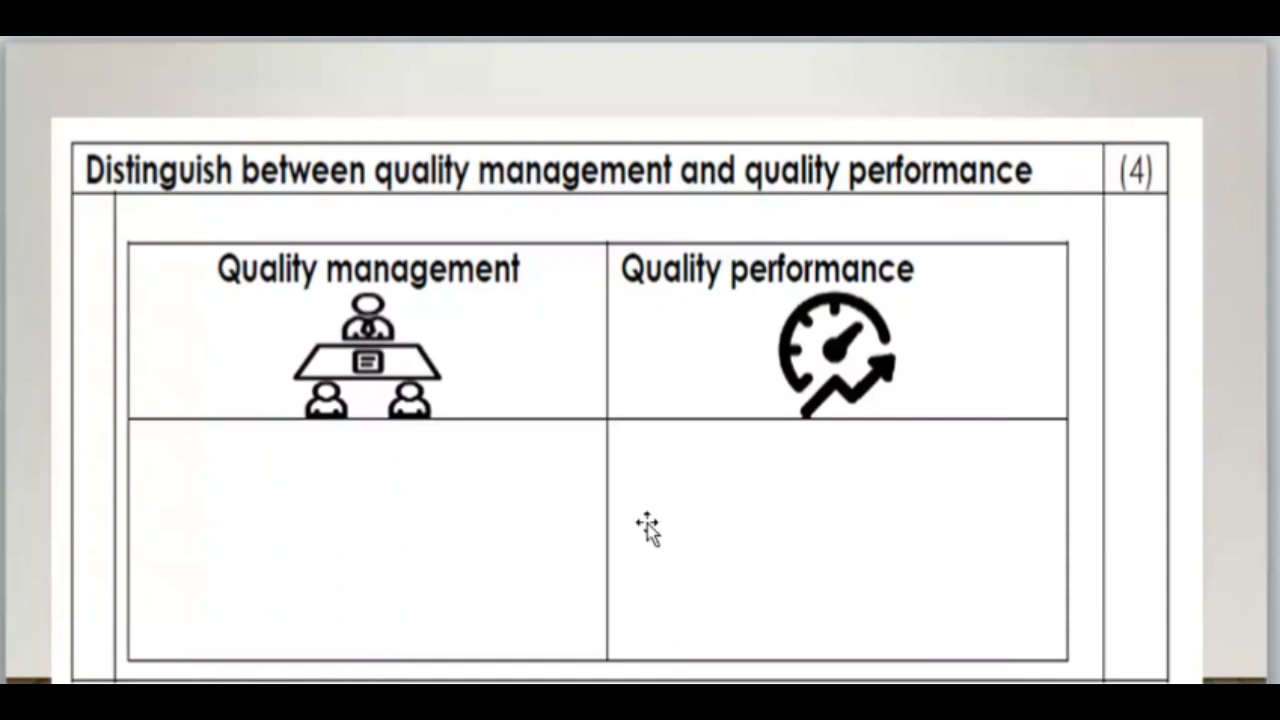 Distinguish between quality management and quality performance (4)
Quality management
Quality performance